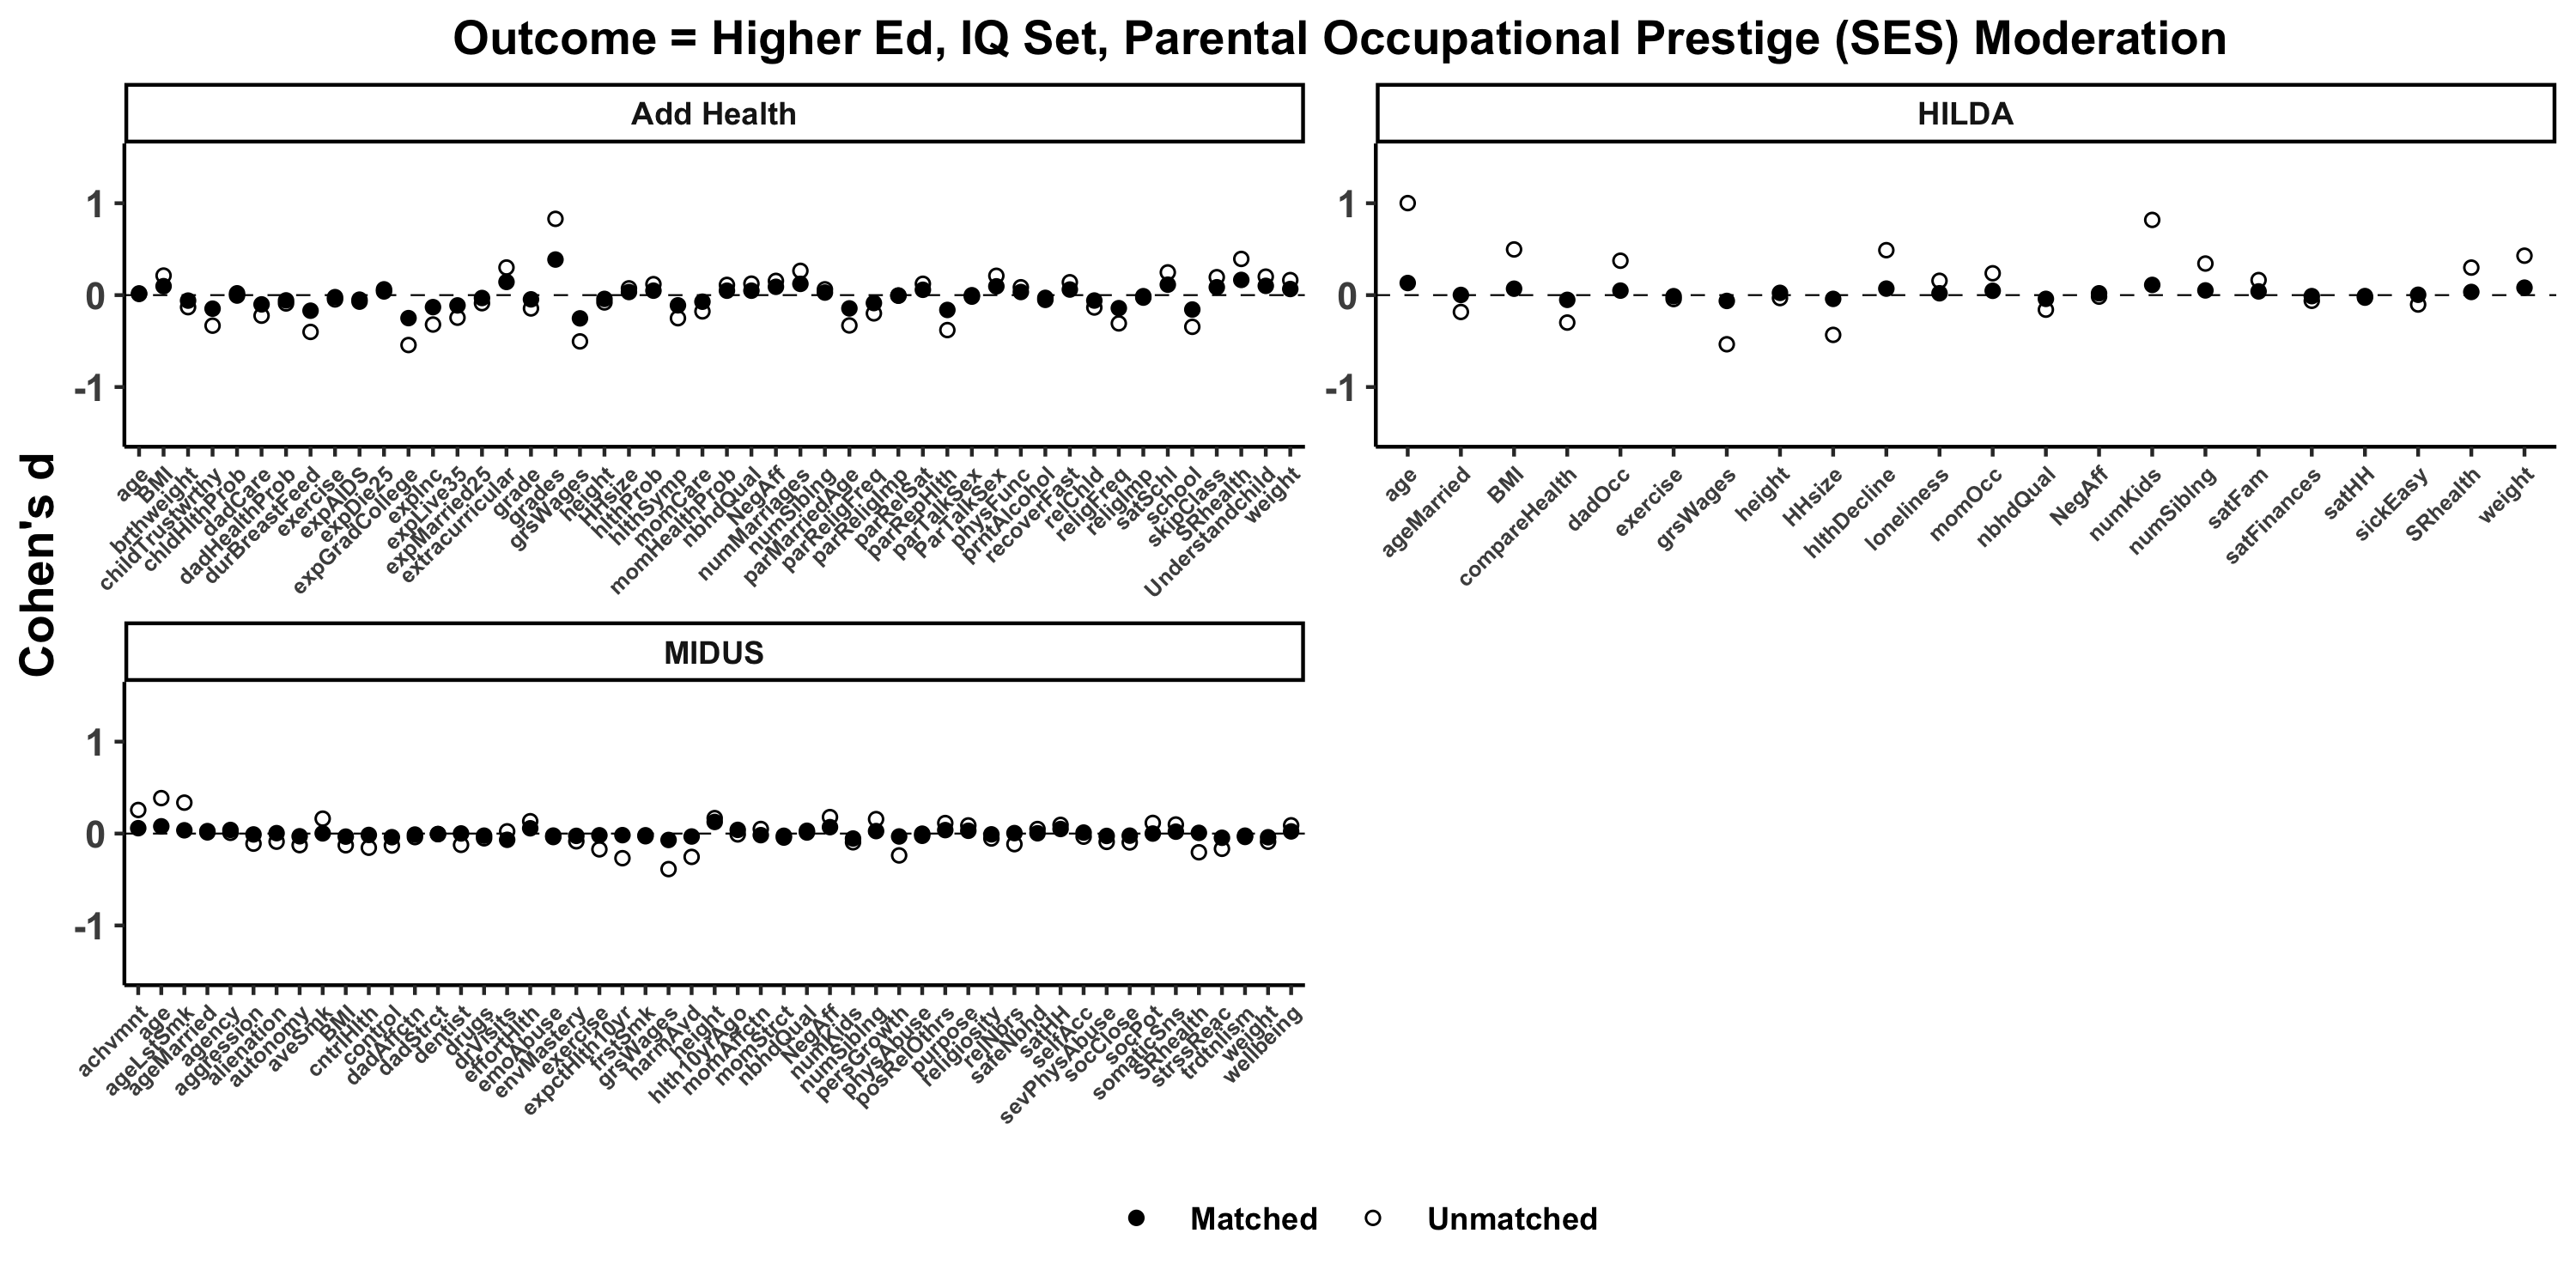 Outcome = Higher Ed, IQ Set, Parental Occupational Prestige (SES) Moderation
Cohen's d
Add Health
1
0
-1
age
BMI
brthweight
childTrustwrthy
chldHlthProb
dadCare
dadHealthProb
durBreastFeed
exercise
expAIDS
expDie25
expGradCollege
expInc
expLive35
expMarried25
extracurricular
grade
grades
grsWages
height
HHsize
hlthProb
hlthSymp
momCare
momHealthProb
nbhdQual
NegAff
numMarriages
numSiblng
parMarriedAge
parReligFreq
parReligImp
parRelSat
parRepHlth
parTalkSex
ParTalkSex
physFunc
prntAlcohol
recoverFast
relChld
religFreq
religImp
satSchl
school
skipClass
SRhealth
Understandchild
weight
HILDA
1
0
-1
age
ageMarried
BMI
compareHealth
dadOcc
exercise
grsWages
height
HHsize
hlthDecline
loneliness
momOcc
nbhdQual
NegAff
numKids
numSiblng
satFam
satFinances
satHH
sickEasy
SRhealth
weight
MIDUS
1
0
-1
achvmnt
age
ageLstSmk
ageMarried
agency
aggression
alienation
autonomy
aveSmk
BMI
cntrlHlth
control
dadAffctn
dadStrct
dentist
drugs
drVisits
effortHlth
emoAbuse
envMastery
exercise
expctHlth10yr
frstSmk
grsWages
harmAvd
height
hlth10yrAgo
momAffctn
momStrct
nbhdQual
NegAff
numKids
numSiblng
persGrowth
physAbuse
posRelOthrs
purpose
religiosity
relNbrs
safeNbhd
satHH
selfAcc
sevPhysAbuse
socClose
socPot
somaticSns
SRhealth
strssReac
trdtnlism
weight
wellbeing
Matched
Unmatched